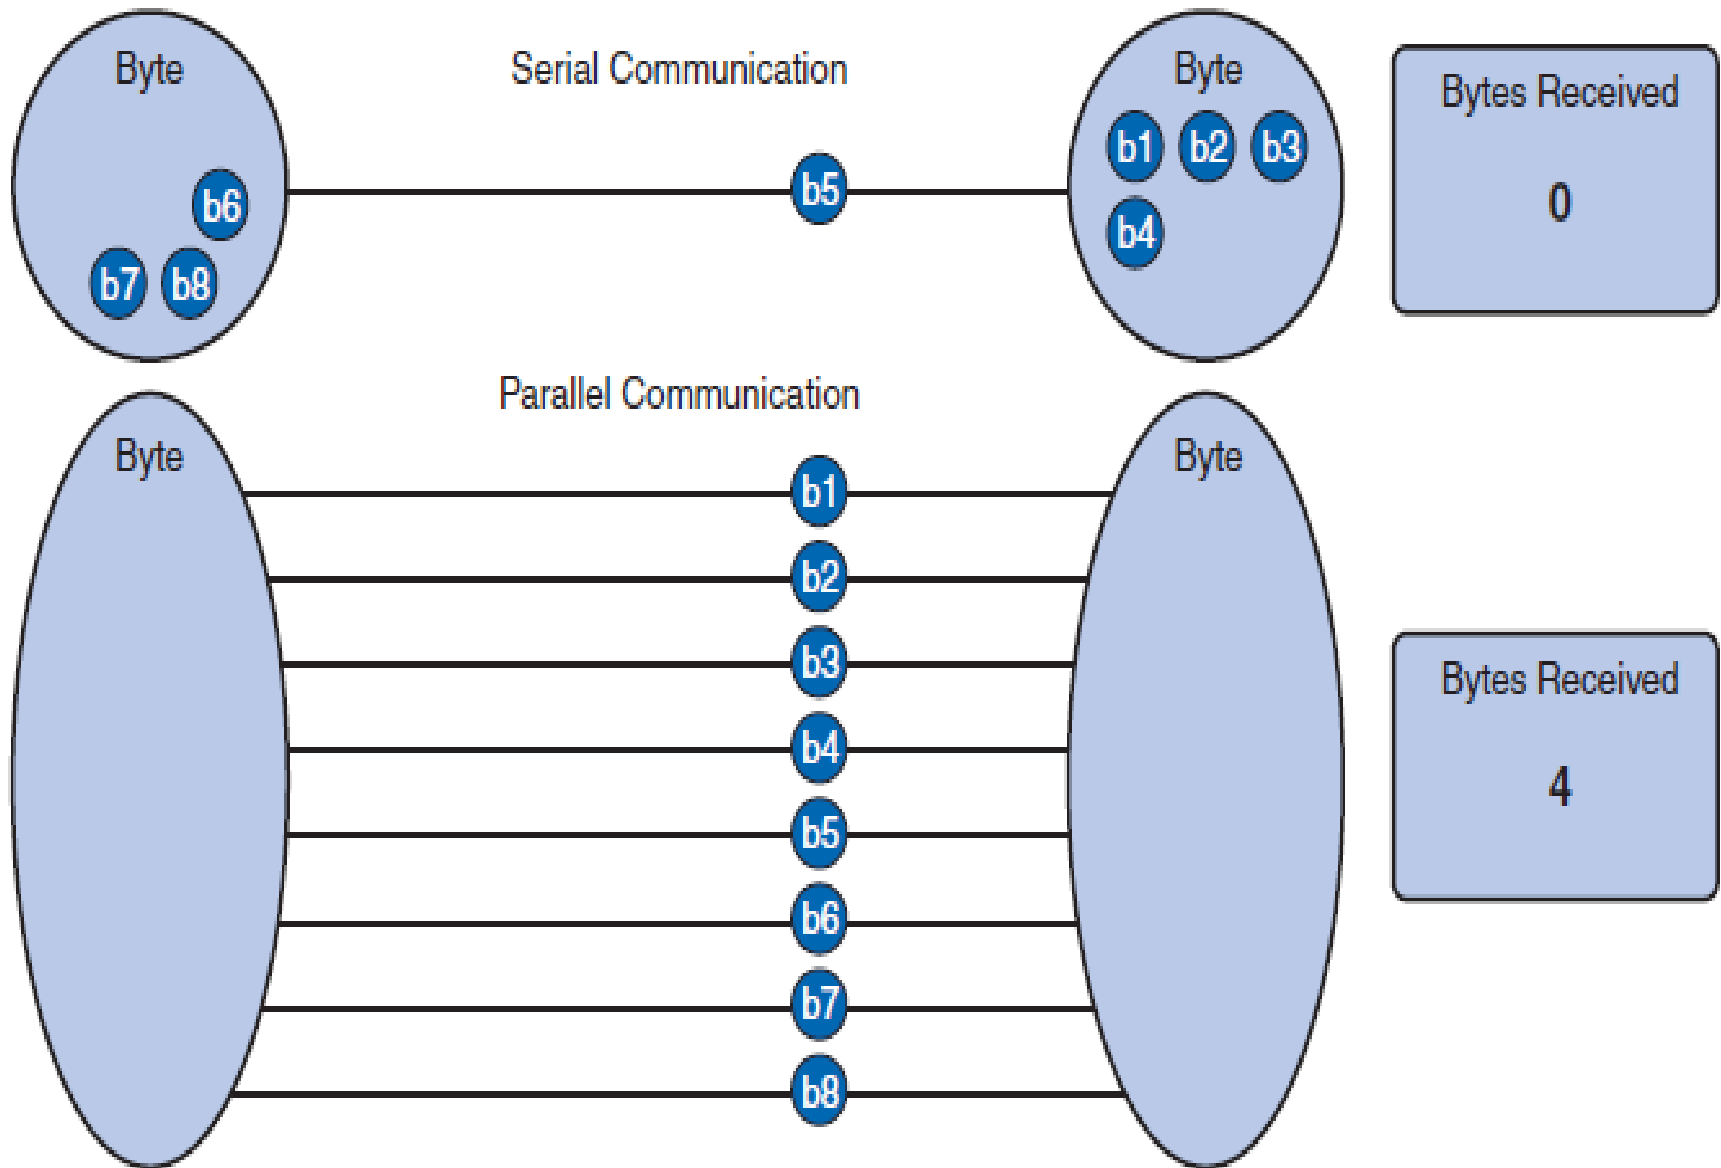 Byte
Serial Communication
Byte
Bytes Received
b1 b2 b3
b6
b5
b4
0
b7 b8
Parallel Communication
Byte
Byte
b1
b2
b3
Bytes Received
b4
4
b5
b6
b7
b8